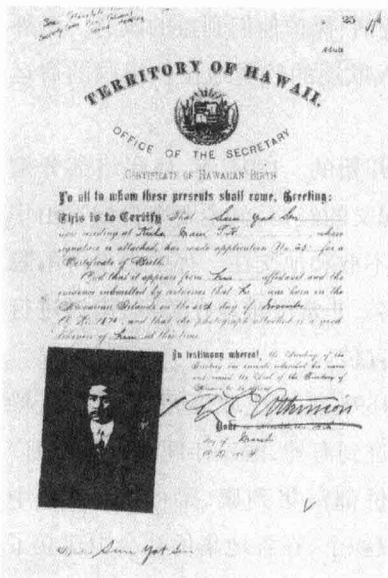 25
TERRITORY OF HAWAII.
OFFICE OF THE SECRETARY
CERTIFICATE OF HAWAIIAN BIRTH
To all to whom these presents shall come, Greeting:
This is to Certify That Sun Yat Sen
now residing at Kula, Maui T.H. whose
signature is attached, has made application No. 25 for a
Certificate of Birth.
And that it appears from his affidavit and the
evidence submitted by witnesses that he was born in the
Hawaiian Islands on the day of November
A.D. 1870, and that the photograph attached is a good
likeness of him at this time.
In testimony whereof, the Secretary of the
Territory has hereunto subscribed his name
and caused the Seal of the Secretary of
Hawaii to be affixed.
A L C Atkinson
Date
day of March
A.D. 1904
Sun Yat Sen